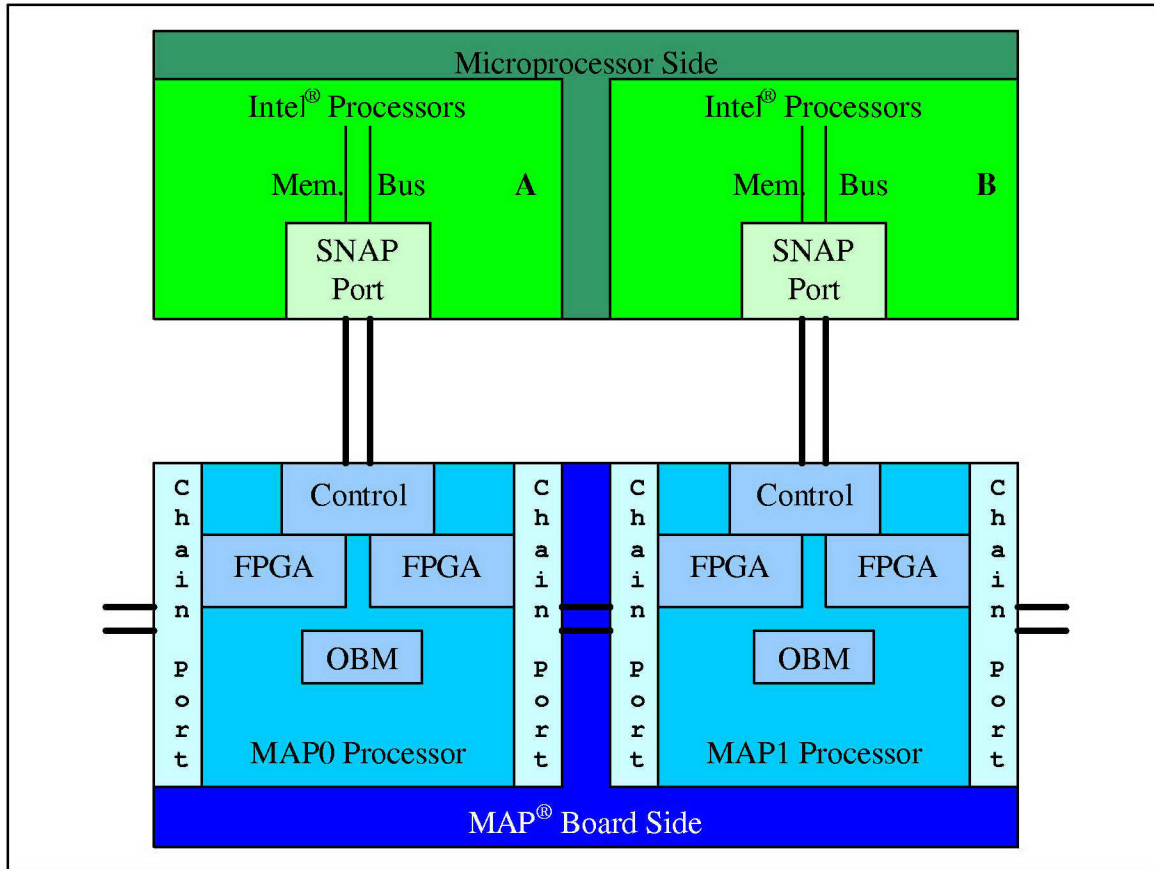 Microprocessor Side
Intel® Processors
Mem. Bus A
SNAP
Port
Intel® Processors
Mem. Bus B
SNAP
Port
Chain Port
Control
FPGA FPGA
OBM
MAP0 Processor
Chain Port
Chain Port
Control
FPGA FPGA
OBM
MAP1 Processor
Chain Port
MAP® Board Side